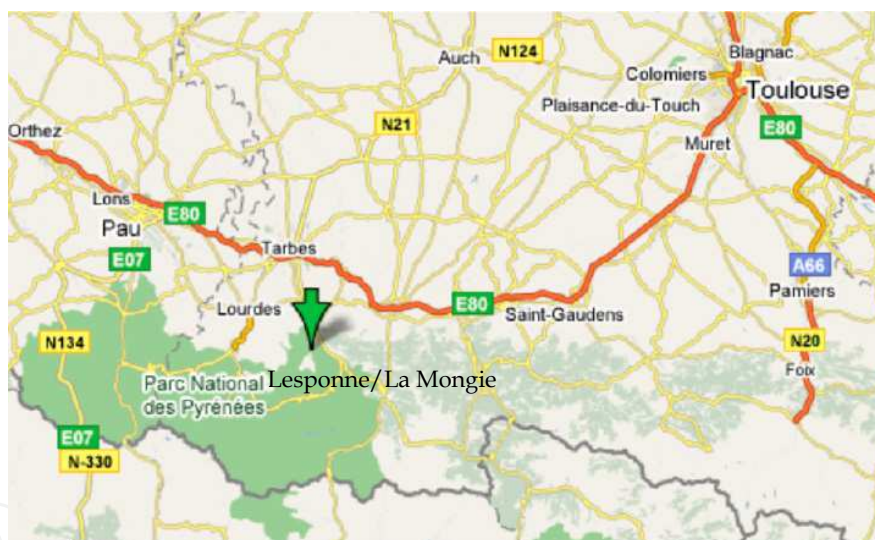 Auch
N124
Blagnac
Colomiers
Toulouse
Plaisance-du-Touch
N21
E80
Orthez
Muret
Lons
E80
Pau
Tarbes
E07
A66
Pamiers
Lourdes
E80
Saint-Gaudens
N134
N20
Foix
Parc National
des Pyrénées
Lesponne/La Mongie
E07
N-330